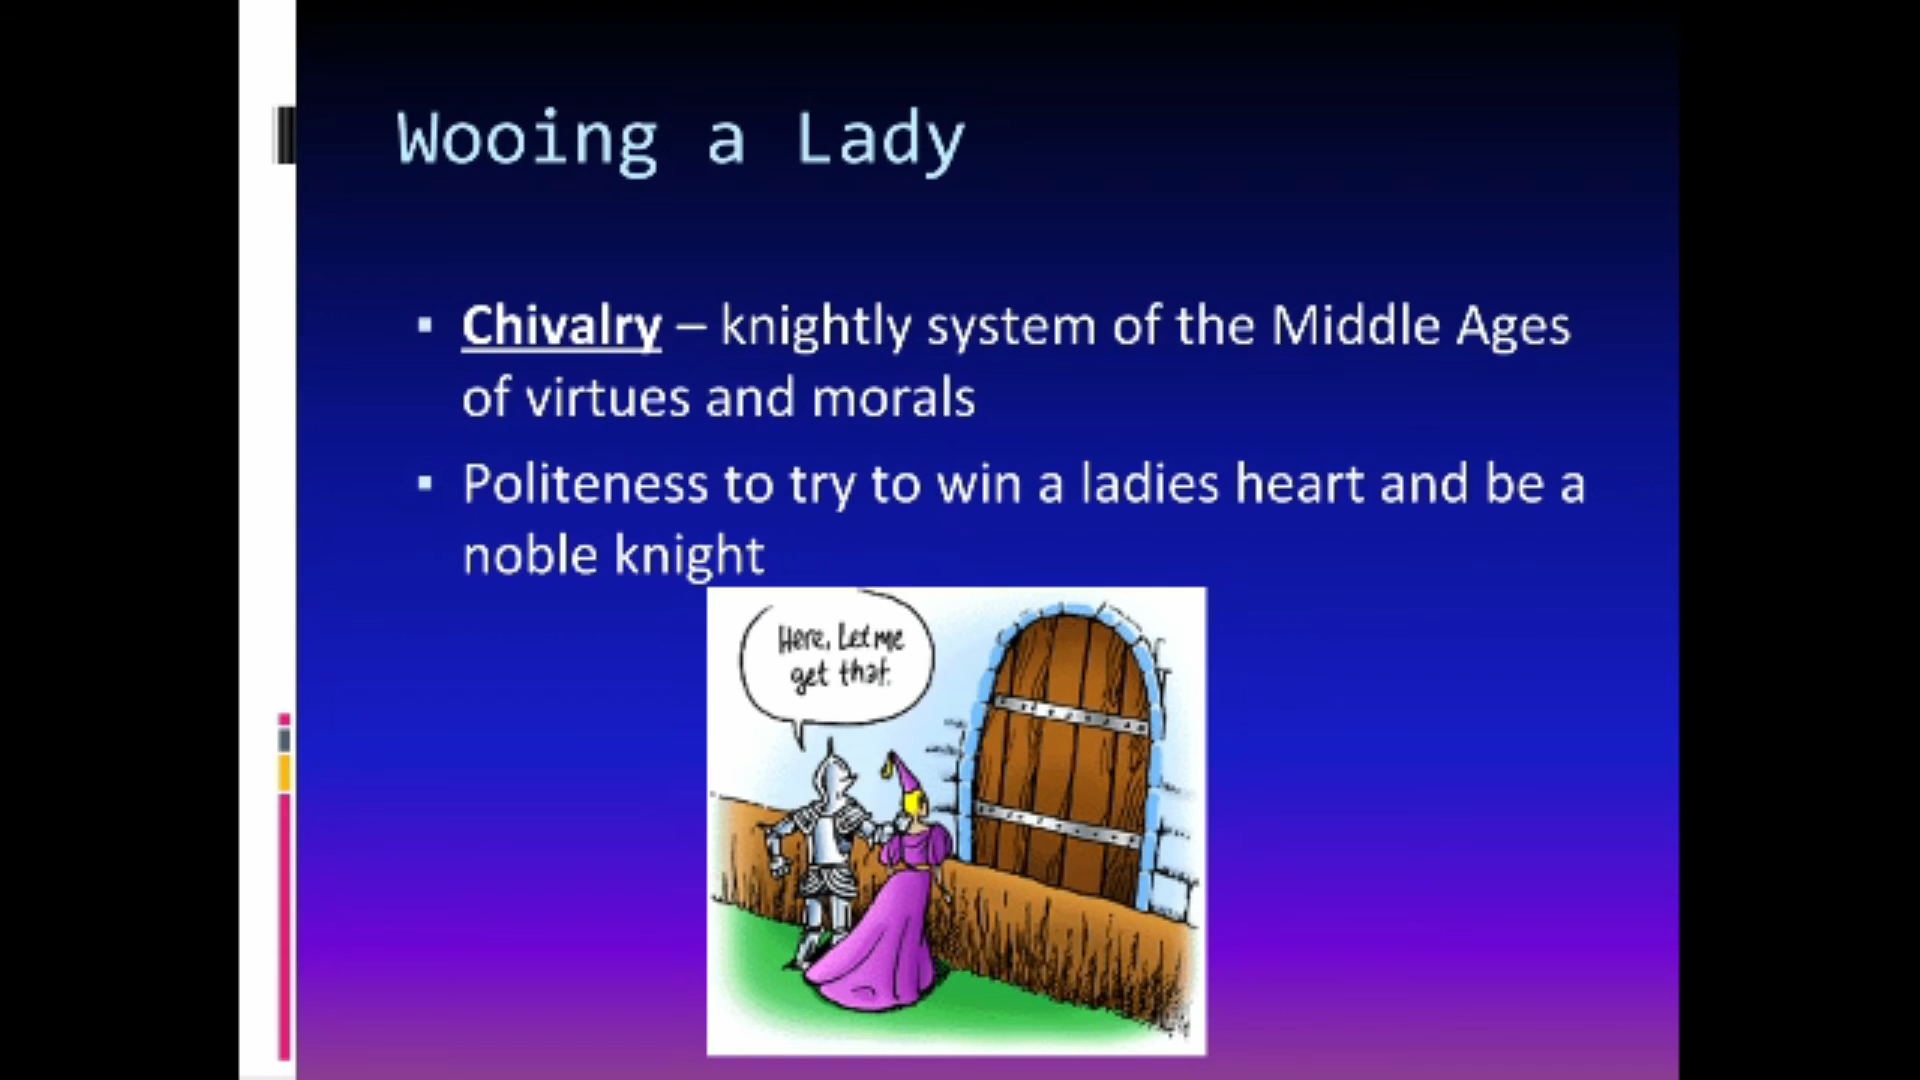 Wooing a Lady
▪ Chivalry – knightly system of the Middle Ages
of virtues and morals
▪ Politeness to try to win a ladies heart and be a
noble knight
Here, Let me
get that.